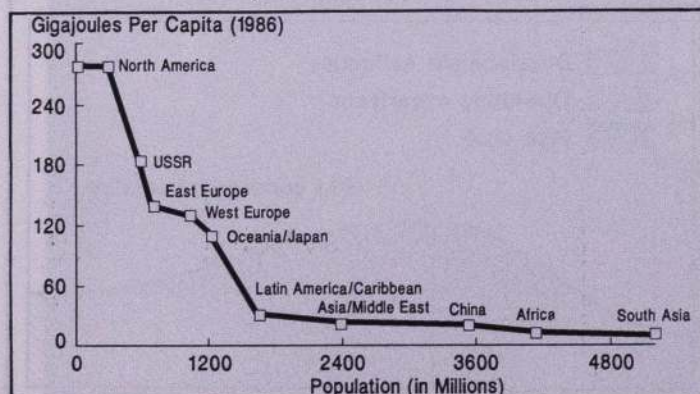 Gigajoules Per Capita (1986)
300
North America
240
180
USSR
East Europe
West Europe
120
Oceania/Japan
60
Latin America/Caribbean
Asia/Middle East
China
Africa
South Asia
0
0 1200 2400 3600 4800
Population (in Millions)